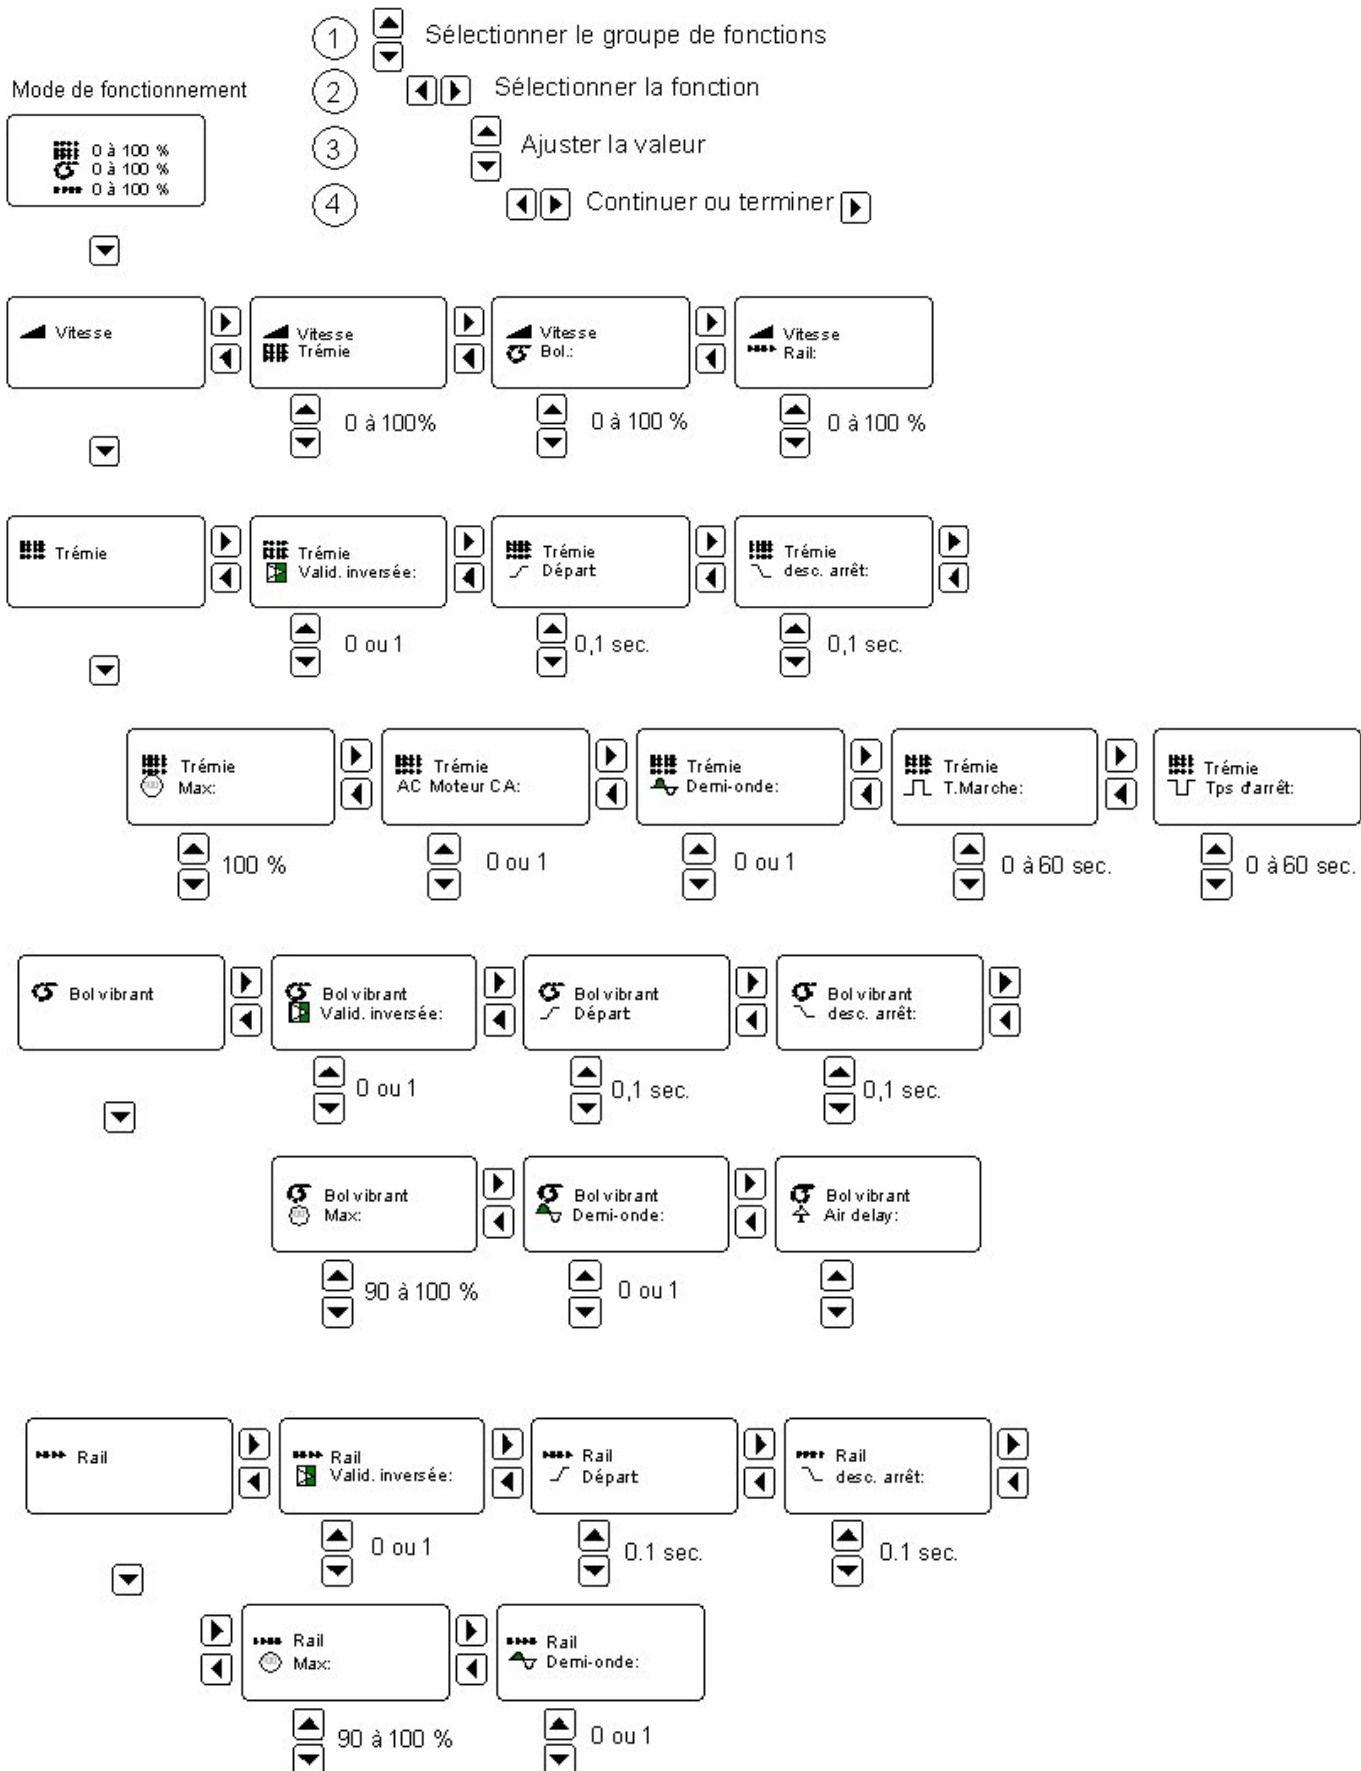 1 Sélectionner le groupe de fonctions
Mode de fonctionnement
2 Sélectionner la fonction
0 à 100 %
0 à 100 %
0 à 100 %
3 Ajuster la valeur
4 Continuer ou terminer
Vitesse
Vitesse
Trémie
Vitesse
Bol.:
Vitesse
Rail:
0 à 100%
0 à 100 %
0 à 100 %
Trémie
Trémie
Valid. inversée:
Trémie
Départ
Trémie
desc. arrêt:
0 ou 1
0,1 sec.
0,1 sec.
Trémie
Max:
Trémie
AC Moteur CA:
Trémie
Demi-onde:
Trémie
T.Marche:
Trémie
Tps d'arrêt:
100 %
0 ou 1
0 ou 1
0 à 60 sec.
0 à 60 sec.
Bol vibrant
Bol vibrant
Valid. inversée:
Bol vibrant
Départ
Bol vibrant
desc. arrêt:
0 ou 1
0,1 sec.
0,1 sec.
Bol vibrant
Max:
Bol vibrant
Demi-onde:
Bol vibrant
Air delay:
90 à 100 %
0 ou 1
Rail
Rail
Valid. inversée:
Rail
Départ
Rail
desc. arrêt:
0 ou 1
0.1 sec.
0.1 sec.
Rail
Max:
Rail
Demi-onde:
90 à 100 %
0 ou 1